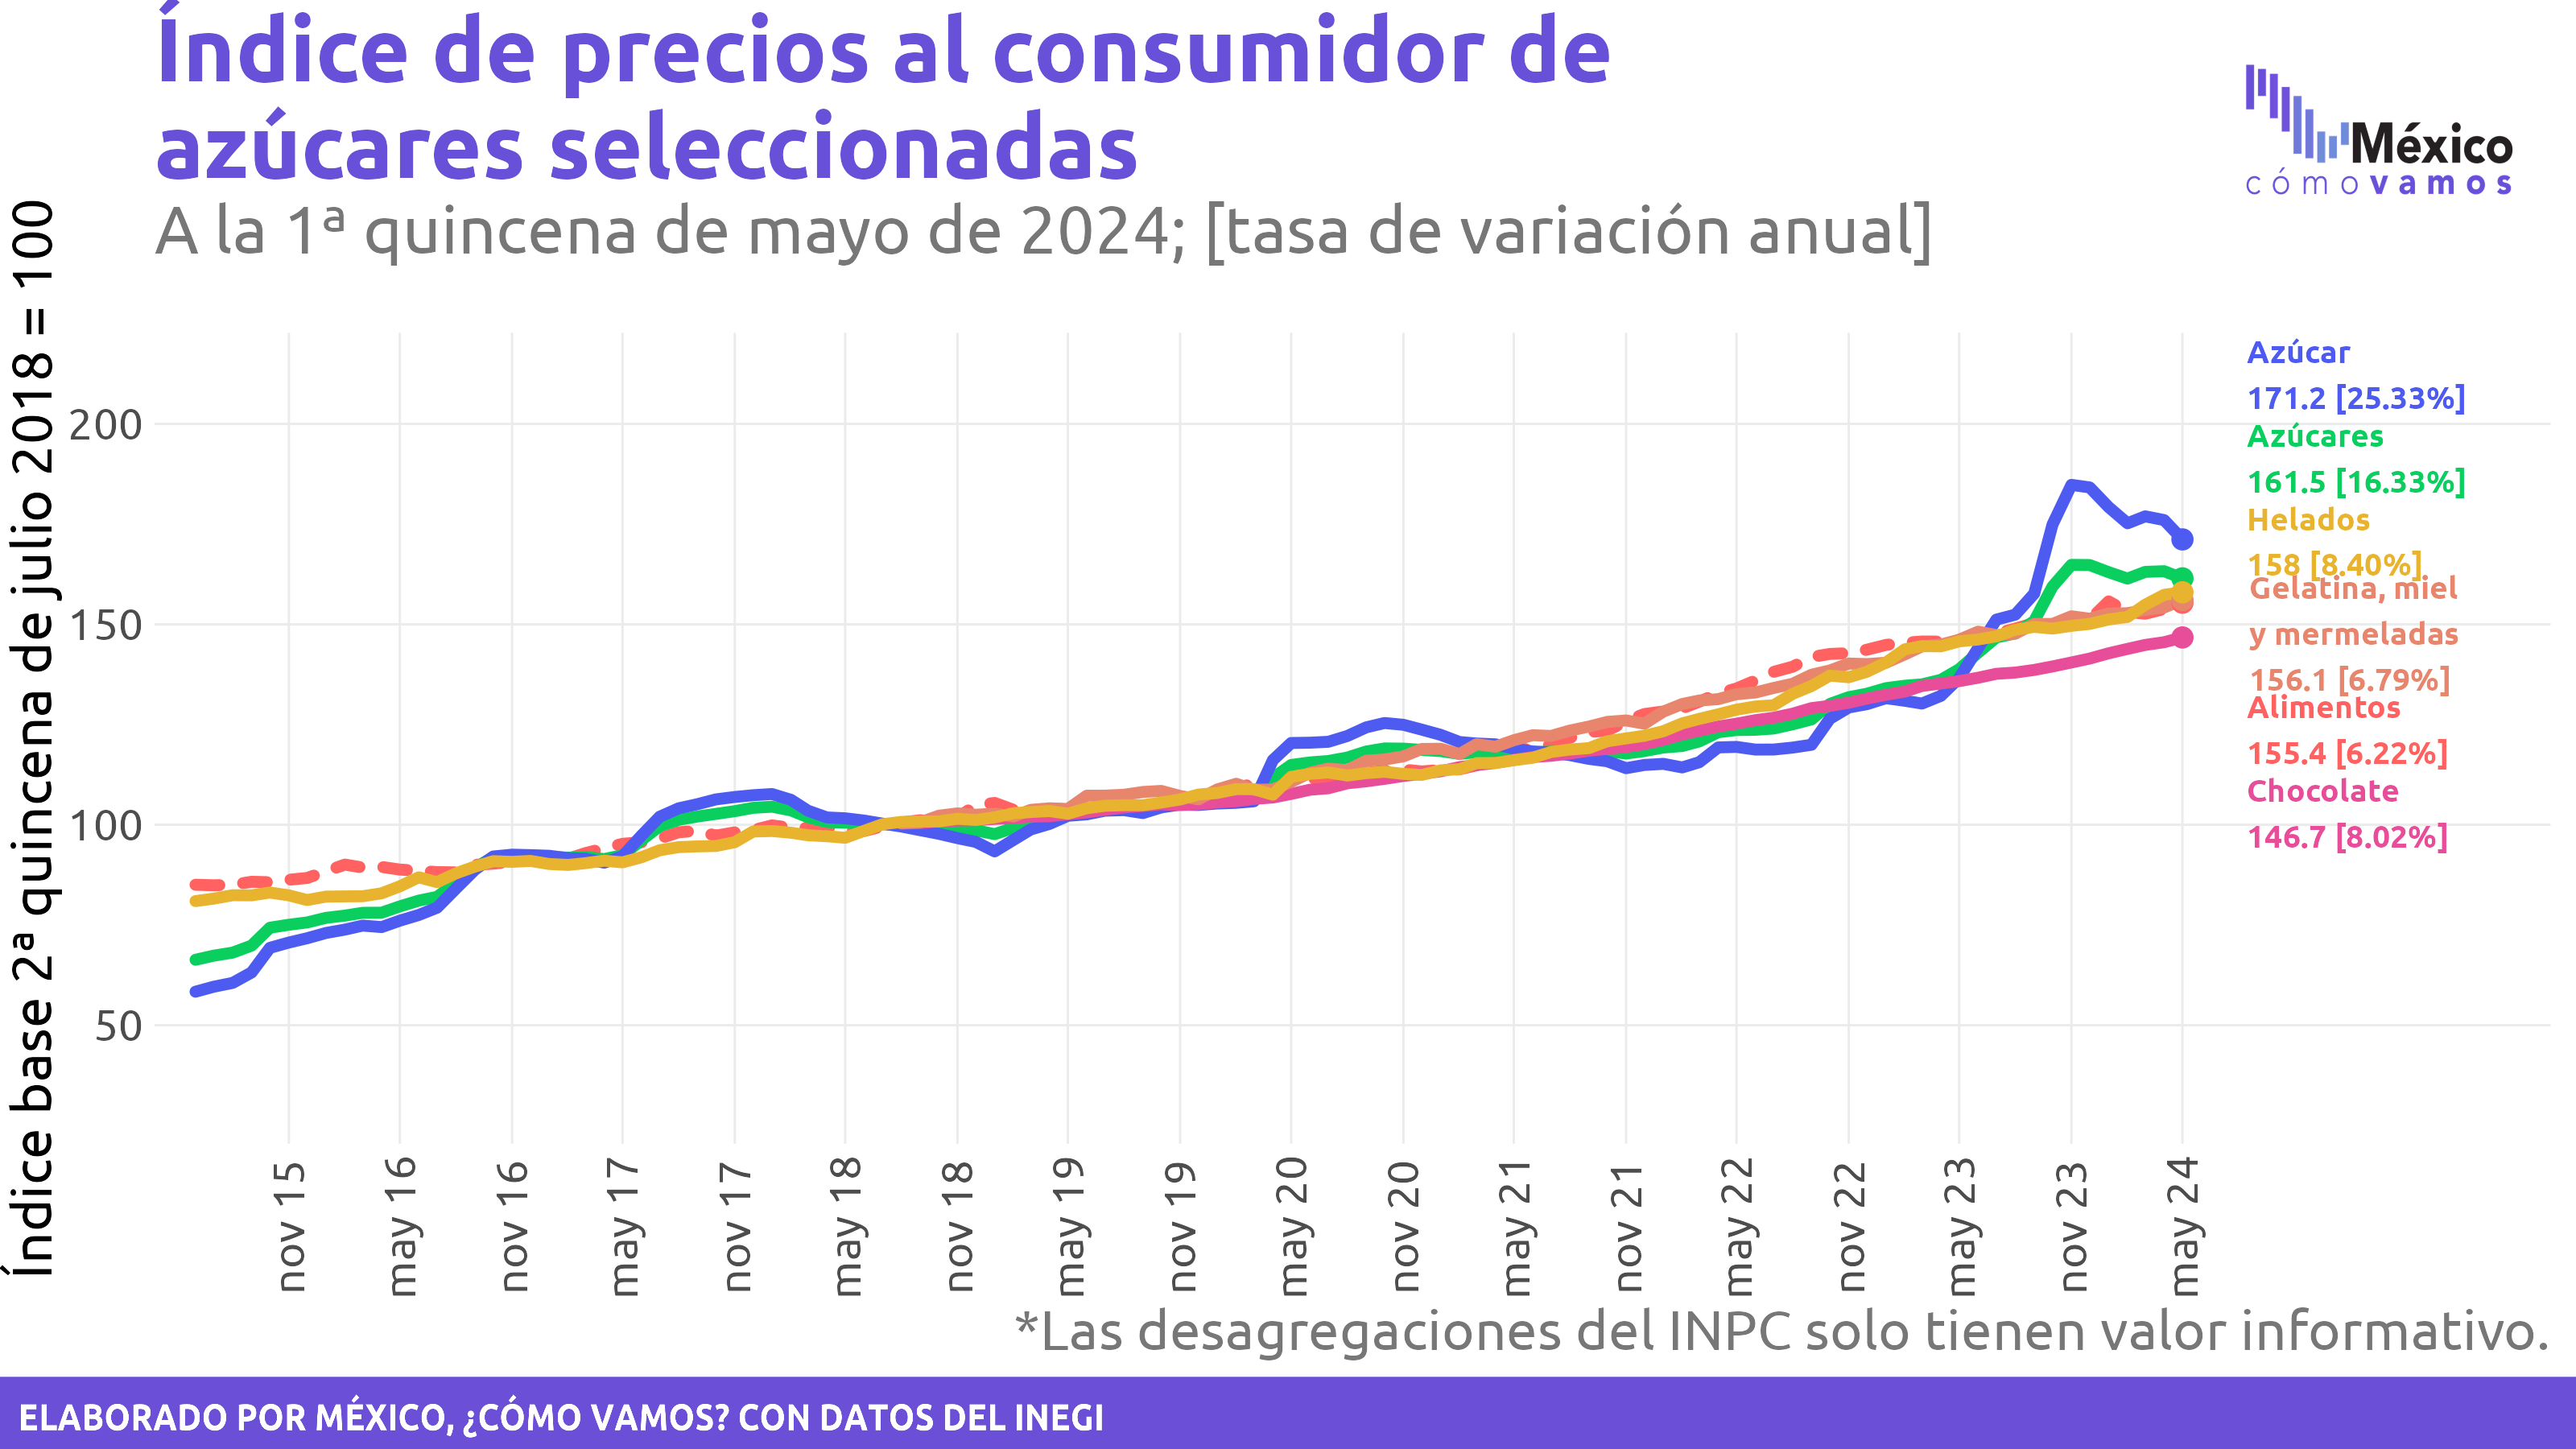 Índice de precios al consumidor de
azúcares seleccionadas
A la 1ª quincena de mayo de 2024; [tasa de variación anual]
México
cómo vamos
Índice base 2ª quincena de julio 2018 = 100
200
150
100
50
Azúcar
171.2 [25.33%]
Azúcares
161.5 [16.33%]
Helados
158 [8.40%]
Gelatina, miel
y mermeladas
156.1 [6.79%]
Alimentos
155.4 [6.22%]
Chocolate
146.7 [8.02%]
nov 15
may 16
nov 16
may 17
nov 17
may 18
nov 18
may 19
nov 19
may 20
nov 20
may 21
nov 21
may 22
nov 22
may 23
nov 23
may 24
*Las desagregaciones del INPC solo tienen valor informativo.
ELABORADO POR MÉXICO, ¿CÓMO VAMOS? CON DATOS DEL INEGI